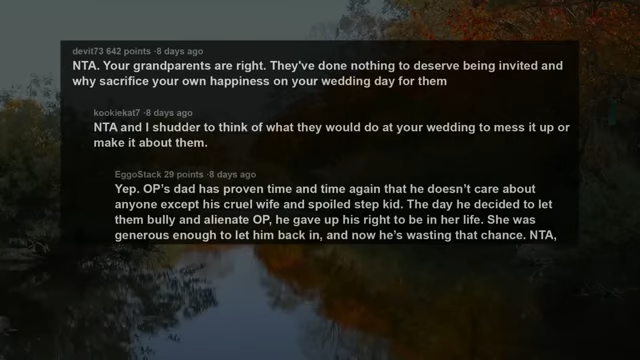 devit73 642 points ·8 days ago
NTA. Your grandparents are right. They've done nothing to deserve being invited and
why sacrifice your own happiness on your wedding day for them
kookiekat7 ·8 days ago
NTA and I shudder to think of what they would do at your wedding to mess it up or
make it about them.
EggoStack 29 points ·8 days ago
Yep. OP’s dad has proven time and time again that he doesn’t care about
anyone except his cruel wife and spoiled step kid. The day he decided to let
them bully and alienate OP, he gave up his right to be in her life. She was
generous enough to let him back in, and now he’s wasting that chance. NTA,